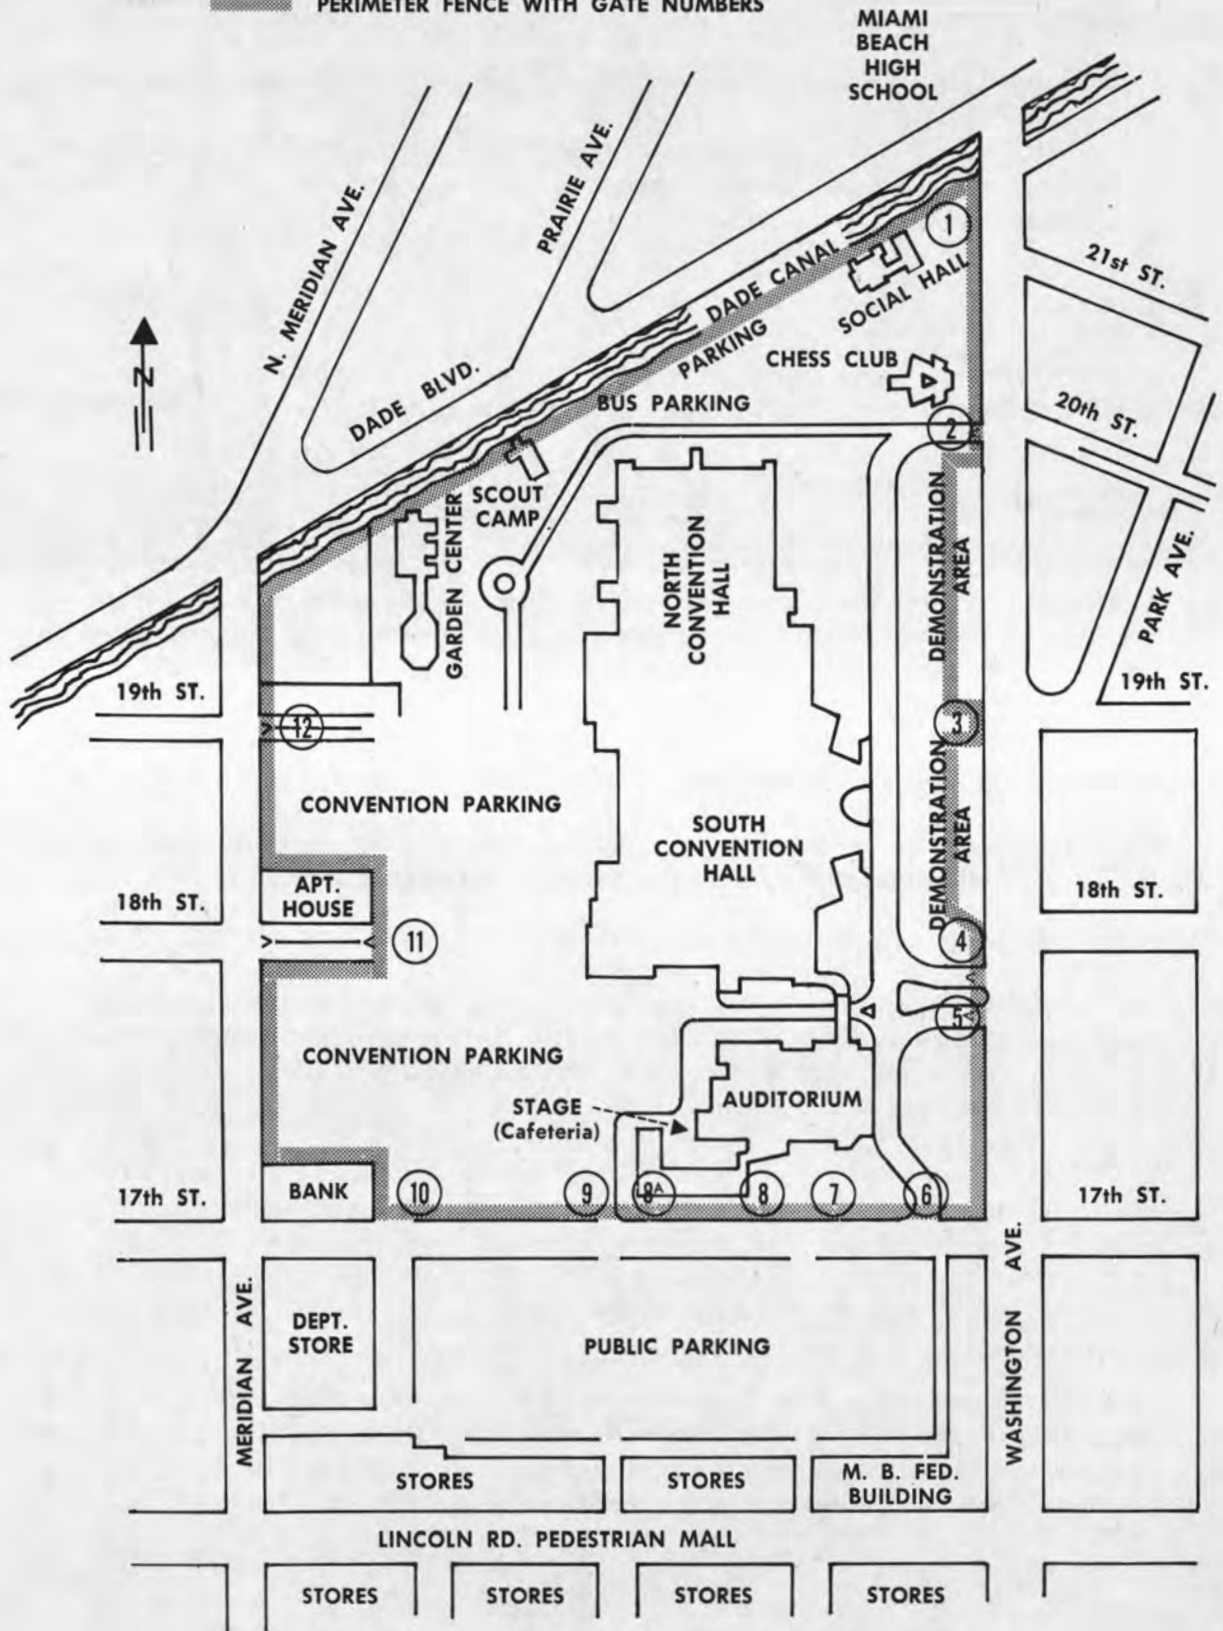 PERIMETER FENCE WITH GATE NUMBERS
MIAMI
BEACH
HIGH
SCHOOL
N. MERIDIAN AVE.
PRAIRIE AVE.
DADE BLVD.
DADE CANAL
PARKING
BUS PARKING
SOCIAL HALL
CHESS CLUB
1
21st ST.
20th ST.
2
N
SCOUT
CAMP
GARDEN CENTER
NORTH
CONVENTION
HALL
DEMONSTRATION
AREA
PARK AVE.
19th ST.
19th ST.
12
3
CONVENTION PARKING
SOUTH
CONVENTION
HALL
DEMONSTRATION
AREA
APT.
HOUSE
18th ST.
18th ST.
11
4
5
CONVENTION PARKING
STAGE
(Cafeteria)
AUDITORIUM
17th ST.
BANK
10
9
8A
8
7
6
17th ST.
MERIDIAN AVE.
WASHINGTON AVE.
DEPT.
STORE
PUBLIC PARKING
STORES
STORES
M. B. FED.
BUILDING
LINCOLN RD. PEDESTRIAN MALL
STORES
STORES
STORES
STORES